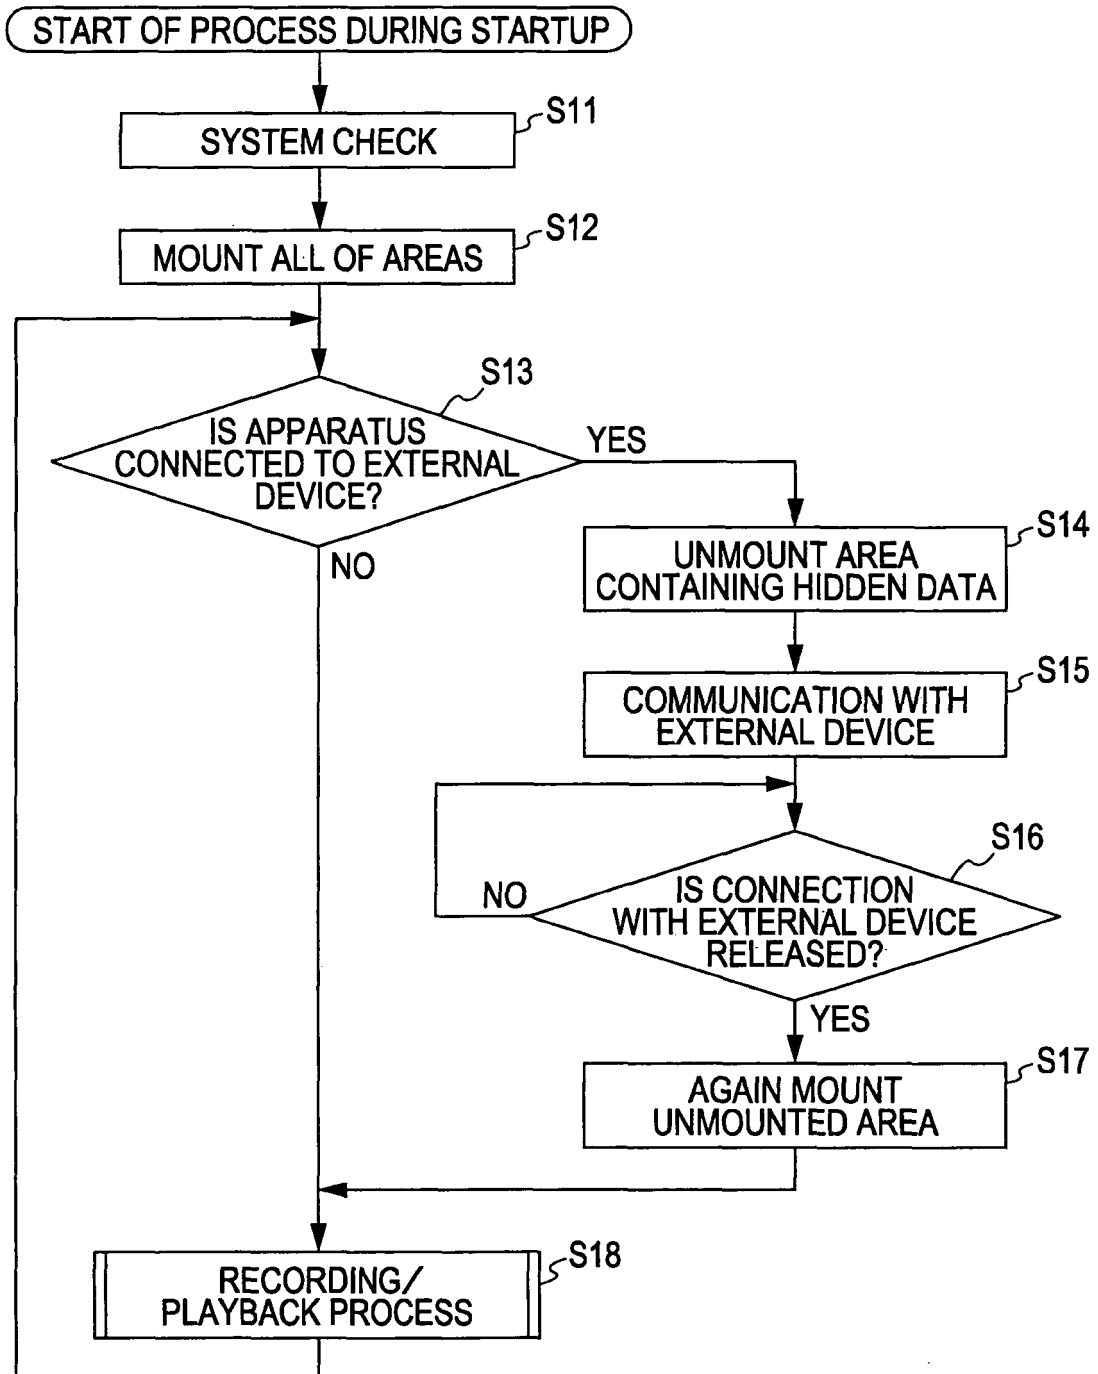 START OF PROCESS DURING STARTUP
S11
SYSTEM CHECK
S12
MOUNT ALL OF AREAS
S13
IS APPARATUS
CONNECTED TO EXTERNAL
DEVICE?
YES
NO
S14
UNMOUNT AREA
CONTAINING HIDDEN DATA
S15
COMMUNICATION WITH
EXTERNAL DEVICE
S16
IS CONNECTION
WITH EXTERNAL DEVICE
RELEASED?
NO
YES
S17
AGAIN MOUNT
UNMOUNTED AREA
S18
RECORDING/
PLAYBACK PROCESS